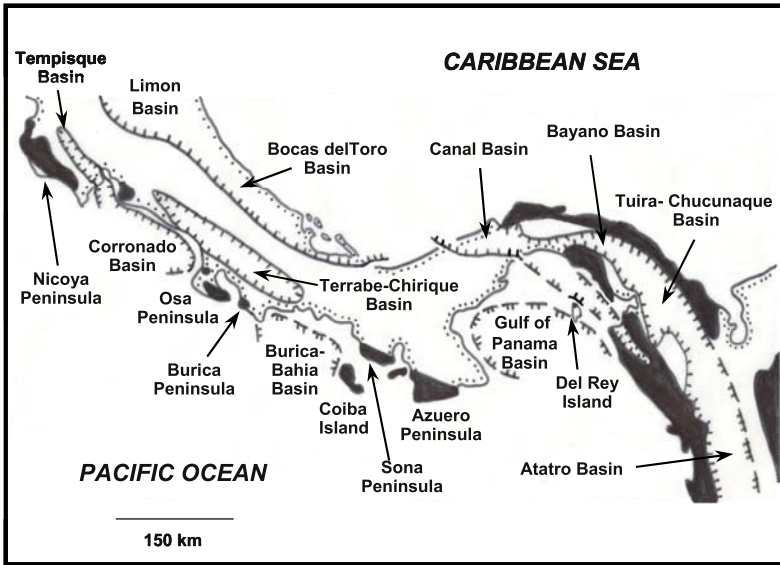 CARIBBEAN SEA
Tempisque
Basin
Limon
Basin
Bocas delToro
Basin
Canal Basin
Bayano Basin
Tuira- Chucunaque
Basin
Corronado
Basin
Nicoya
Peninsula
Osa
Peninsula
Terrabe-Chirique
Basin
Burica
Peninsula
Burica-
Bahia
Basin
Gulf of
Panama
Basin
Del Rey
Island
Coiba
Island
Azuero
Peninsula
Sona
Peninsula
Atatro Basin
PACIFIC OCEAN
150 km